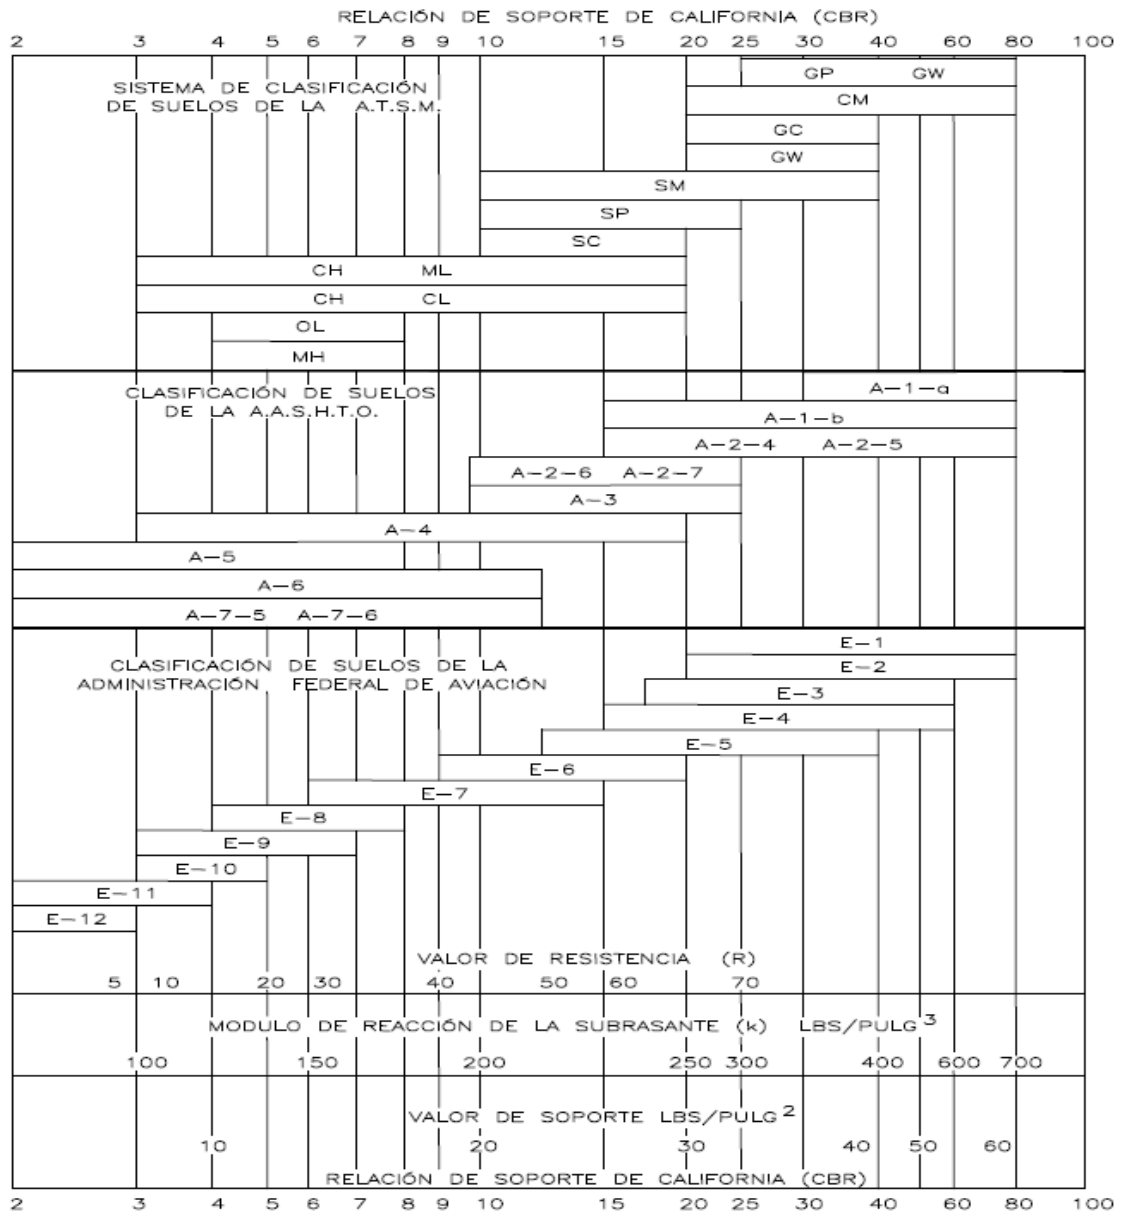 RELACIÓN DE SOPORTE DE CALIFORNIA (CBR)
2 3 4 5 6 7 8 9 10 15 20 25 30 40 60 80 100
SISTEMA DE CLASIFICACIÓN
DE SUELOS DE LA A.T.S.M.
GP GW
CM
GC
GW
SM
SP
SC
CH ML
CH CL
OL
MH
CLASIFICACIÓN DE SUELOS
DE LA A.A.S.H.T.O.
A-1-a
A-1-b
A-2-4 A-2-5
A-2-6 A-2-7
A-3
A-4
A-5
A-6
A-7-5 A-7-6
CLASIFICACIÓN DE SUELOS DE LA
ADMINISTRACIÓN FEDERAL DE AVIACIÓN
E-1
E-2
E-3
E-4
E-5
E-6
E-7
E-8
E-9
E-10
E-11
E-12
VALOR DE RESISTENCIA (R)
5 10 20 30 40 50 60 70
MODULO DE REACCIÓN DE LA SUBRASANTE (k) LBS/PULG³
100 150 200 250 300 400 600 700
VALOR DE SOPORTE LBS/PULG²
10 20 30 40 50 60
RELACIÓN DE SOPORTE DE CALIFORNIA (CBR)
2 3 4 5 6 7 8 9 10 15 20 25 30 40 60 80 100